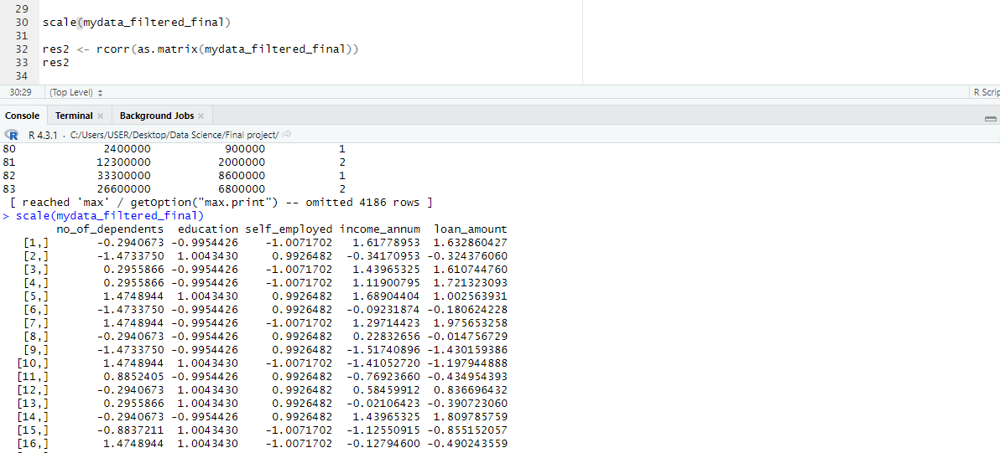 29
30 scale(mydata_filtered_final)
31
32 res2 <- rcorr(as.matrix(mydata_filtered_final))
33 res2
34
30:29 (Top Level) R Scrip
Console Terminal × Background Jobs ×
R 4.3.1 · C:/Users/USER/Desktop/Data Science/Final project/
80 2400000 900000 1
81 12300000 2000000 2
82 33300000 8600000 1
83 26600000 6800000 2
[ reached 'max' / getOption("max.print") -- omitted 4186 rows ]
> scale(mydata_filtered_final)
no_of_dependents education self_employed income_annum loan_amount
[1,] -0.2940673 -0.9954426 -1.0071702 1.61778953 1.632860427
[2,] -1.4733750 1.0043430 0.9926482 -0.34170953 -0.324376060
[3,] 0.2955866 -0.9954426 -1.0071702 1.43965325 1.610744760
[4,] 0.2955866 -0.9954426 -1.0071702 1.11900795 1.721323093
[5,] 1.4748944 1.0043430 0.9926482 1.68904404 1.002563931
[6,] -1.4733750 -0.9954426 0.9926482 -0.09231874 -0.180624228
[7,] 1.4748944 -0.9954426 -1.0071702 1.29714423 1.975653258
[8,] -0.2940673 -0.9954426 0.9926482 0.22832656 -0.014756729
[9,] -1.4733750 -0.9954426 0.9926482 -1.51740896 -1.430159386
[10,] 1.4748944 1.0043430 -1.0071702 -1.41052720 -1.197944888
[11,] 0.8852405 -0.9954426 0.9926482 -0.76923660 -0.434954393
[12,] -0.2940673 1.0043430 0.9926482 0.58459912 0.836696432
[13,] 0.2955866 1.0043430 0.9926482 -0.02106423 -0.390723060
[14,] -0.2940673 -0.9954426 0.9926482 1.43965325 1.809785759
[15,] -0.8837211 1.0043430 -1.0071702 -1.12550915 -0.855152057
[16,] 1.4748944 1.0043430 -1.0071702 -0.12794600 -0.490243559